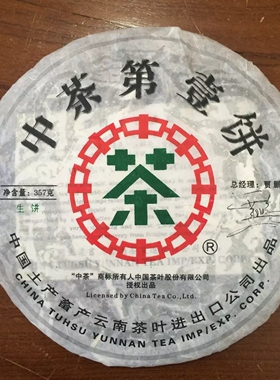 中茶第壹饼
净含量：357克
生饼
总经理：贾鹏
茶
®
"中茶"商标所有人中国茶叶股份有限公司
授权出品
Licensed by China Tea Co., Ltd.
中国土产畜产云南茶叶进出口公司出品
CHINA TUHSU YUNNAN TEA IMP/EXP. CORP.